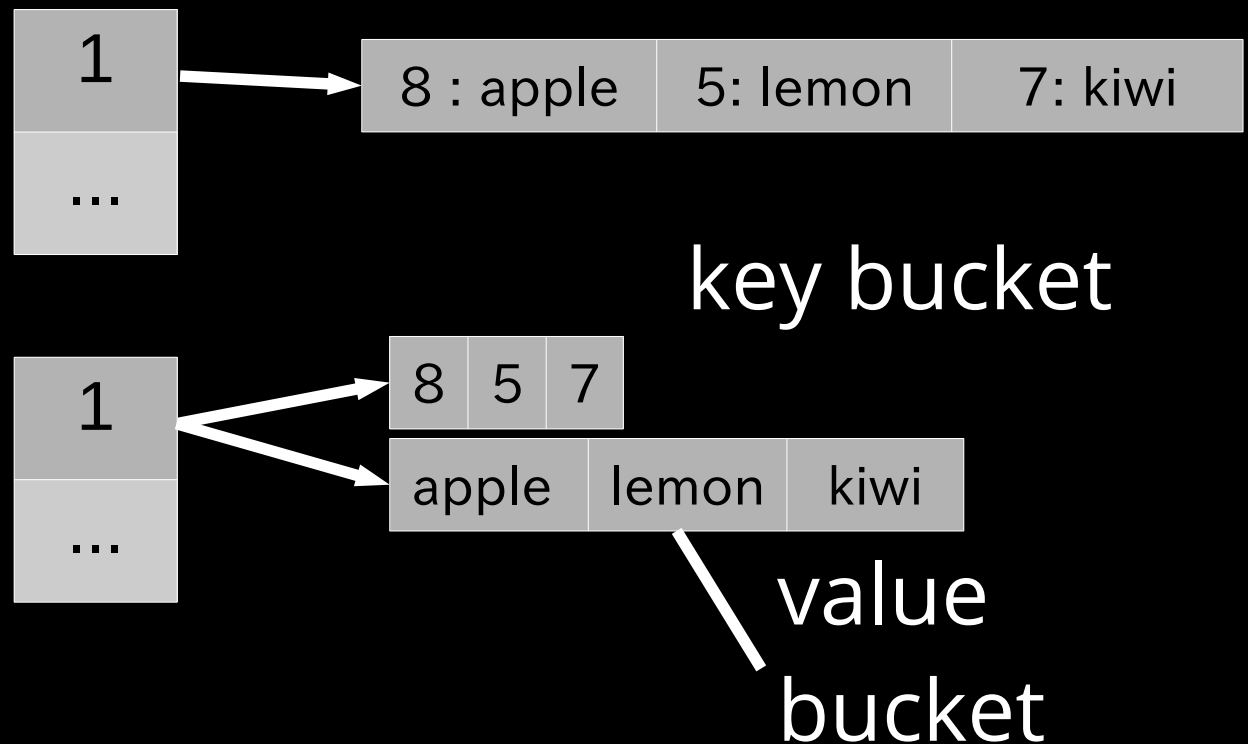 1
8 : apple 5: lemon 7: kiwi
...
key bucket
1
8 5 7
apple lemon kiwi
...
value
bucket